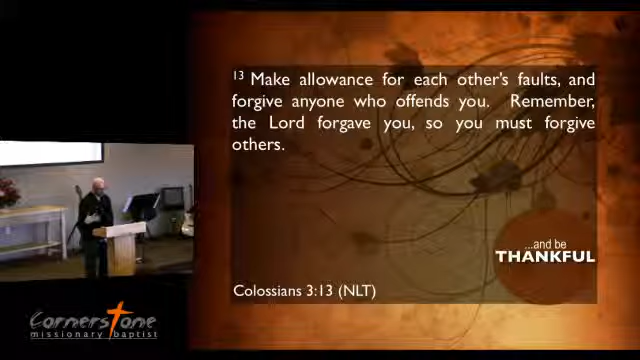 13 Make allowance for each other's faults, and
forgive anyone who offends you. Remember,
the Lord forgave you, so you must forgive
others.
...and be
THANKFUL
Colossians 3:13 (NLT)
Cornerstone
missionary baptist